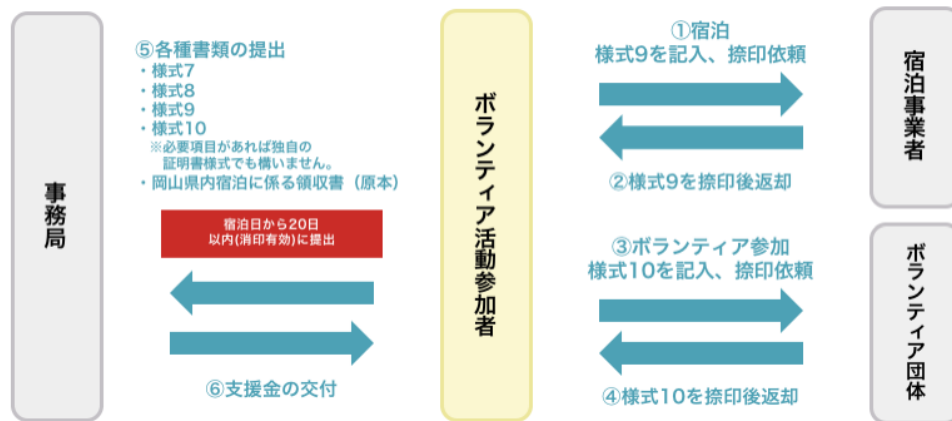 事務局
⑤各種書類の提出
・様式7
・様式8
・様式9
・様式10
※必要項目があれば独自の
証明書様式でも構いません。
・岡山県内宿泊に係る領収書（原本）
宿泊日から20日
以内(消印有効)に提出
⑥支援金の交付
ボランティア活動参加者
①宿泊
様式9を記入、捺印依頼
②様式9を捺印後返却
③ボランティア参加
様式10を記入、捺印依頼
④様式10を捺印後返却
宿泊事業者
ボランティア団体